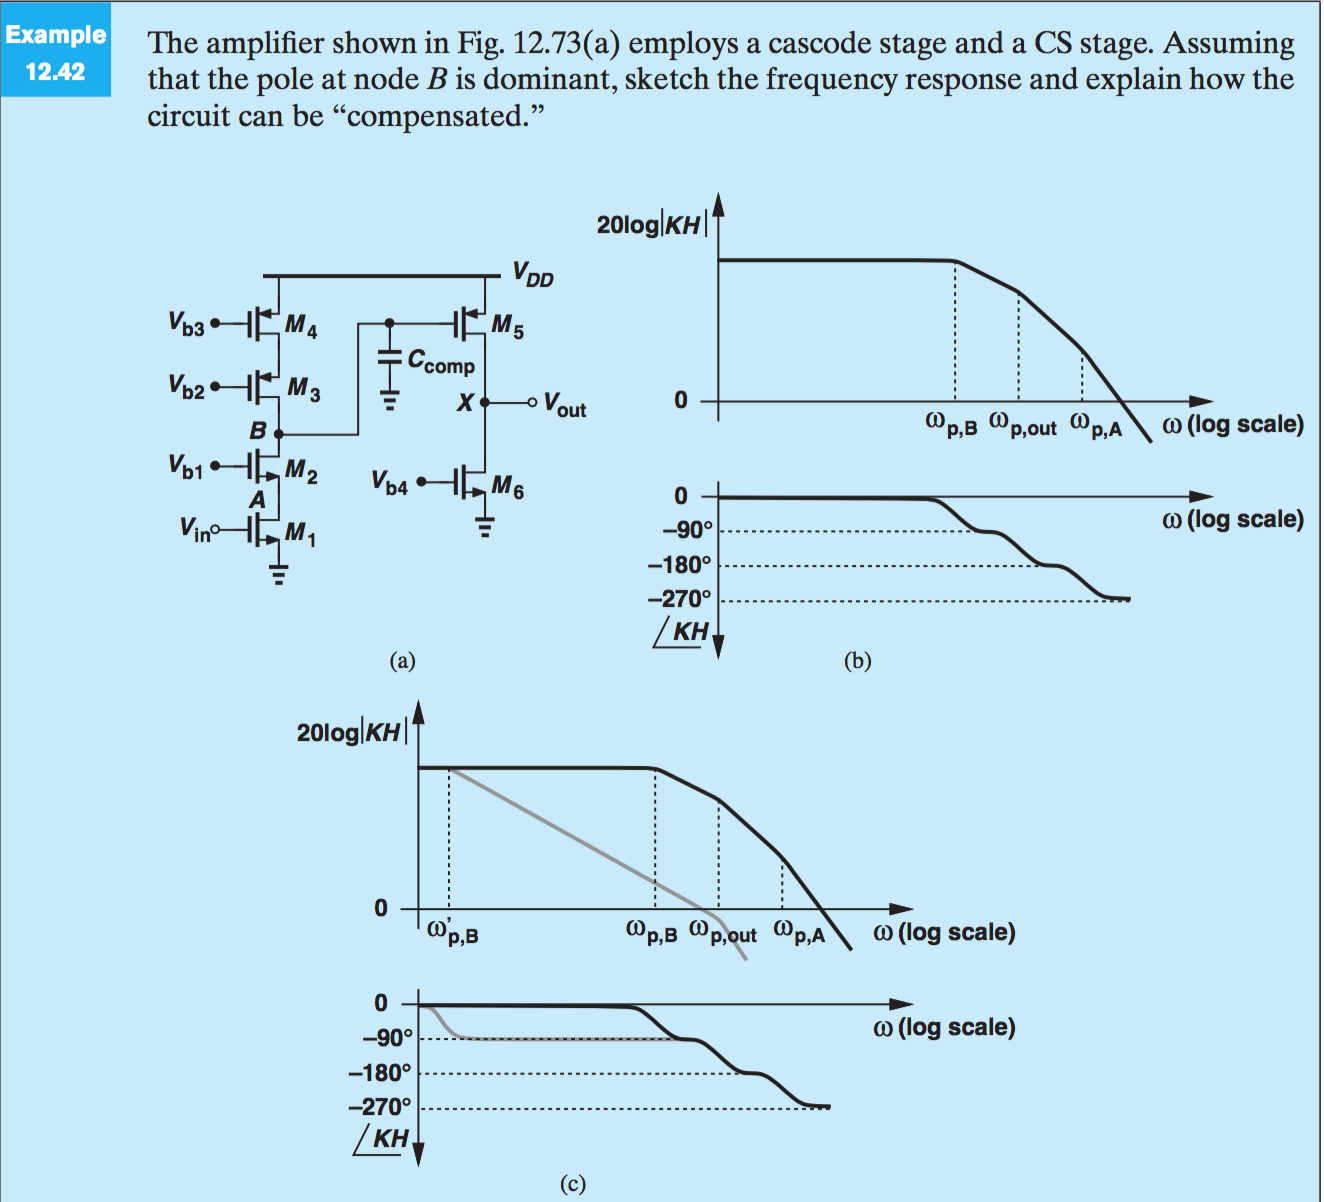 Example
12.42
The amplifier shown in Fig. 12.73(a) employs a cascode stage and a CS stage. Assuming
that the pole at node B is dominant, sketch the frequency response and explain how the
circuit can be “compensated.”
VDD
Vb3
M4
M5
Ccomp
Vb2
M3
X
Vout
B
Vb1
M2
Vb4
M6
A
Vin
M1
(a)
20log|KH|
0
ωp,B ωp,out ωp,A
ω (log scale)
0
ω (log scale)
–90°
–180°
–270°
∠KH
(b)
20log|KH|
0
ω'p,B
ωp,B ωp,out ωp,A
ω (log scale)
0
ω (log scale)
–90°
–180°
–270°
∠KH
(c)